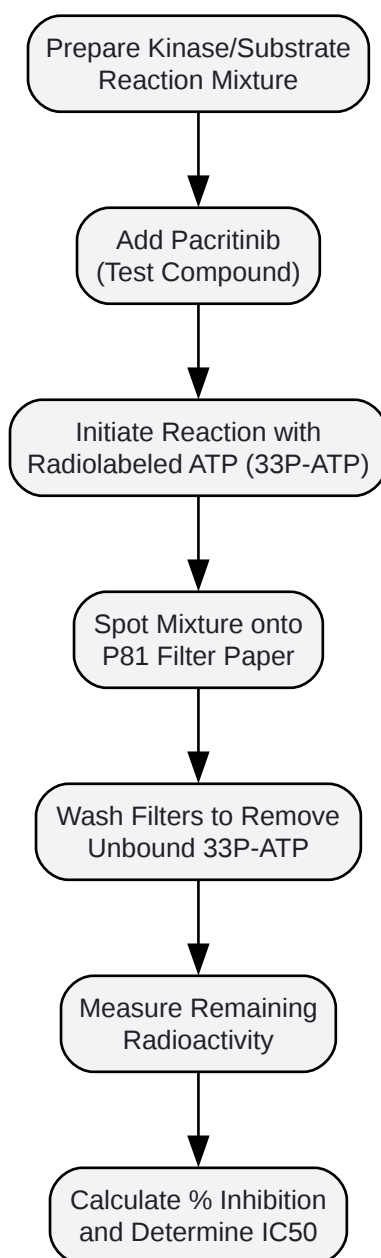 Prepare Kinase/Substrate
Reaction Mixture
Add Pacritinib
(Test Compound)
Initiate Reaction with
Radiolabeled ATP (33P-ATP)
Spot Mixture onto
P81 Filter Paper
Wash Filters to Remove
Unbound 33P-ATP
Measure Remaining
Radioactivity
Calculate % Inhibition
and Determine IC50